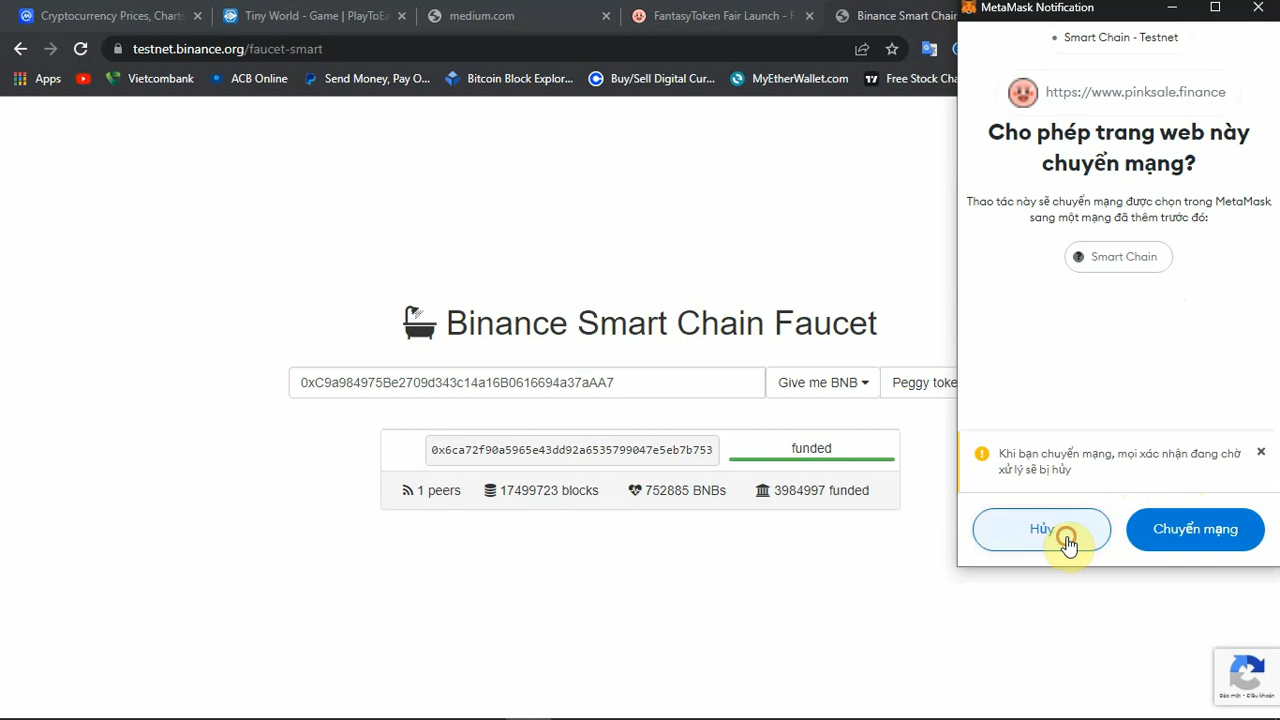 Cryptocurrency Prices, Chart
Tiny World - Game | PlayToEa
medium.com
FantasyToken Fair Launch -
Binance Smart Chain
MetaMask Notification
testnet.binance.org/faucet-smart
Apps
Vietcombank
ACB Online
Send Money, Pay O...
Bitcoin Block Explor...
Buy/Sell Digital Cur...
MyEtherWallet.com
Free Stock Cha
Smart Chain - Testnet
https://www.pinksale.finance
Cho phép trang web này
chuyển mạng?
Thao tác này sẽ chuyển mạng được chọn trong MetaMask
sang một mạng đã thêm trước đó:
Smart Chain
Binance Smart Chain Faucet
0xC9a984975Be2709d343c14a16B0616694a37aAA7
Give me BNB
Peggy toke
0x6ca72f90a5965e43dd92a6535799047e5eb7b753
funded
1 peers
17499723 blocks
752885 BNBs
3984997 funded
Khi bạn chuyển mạng, mọi xác nhận đang chờ
xử lý sẽ bị hủy
Hủy
Chuyển mạng
Bảo mật - Điều khoản